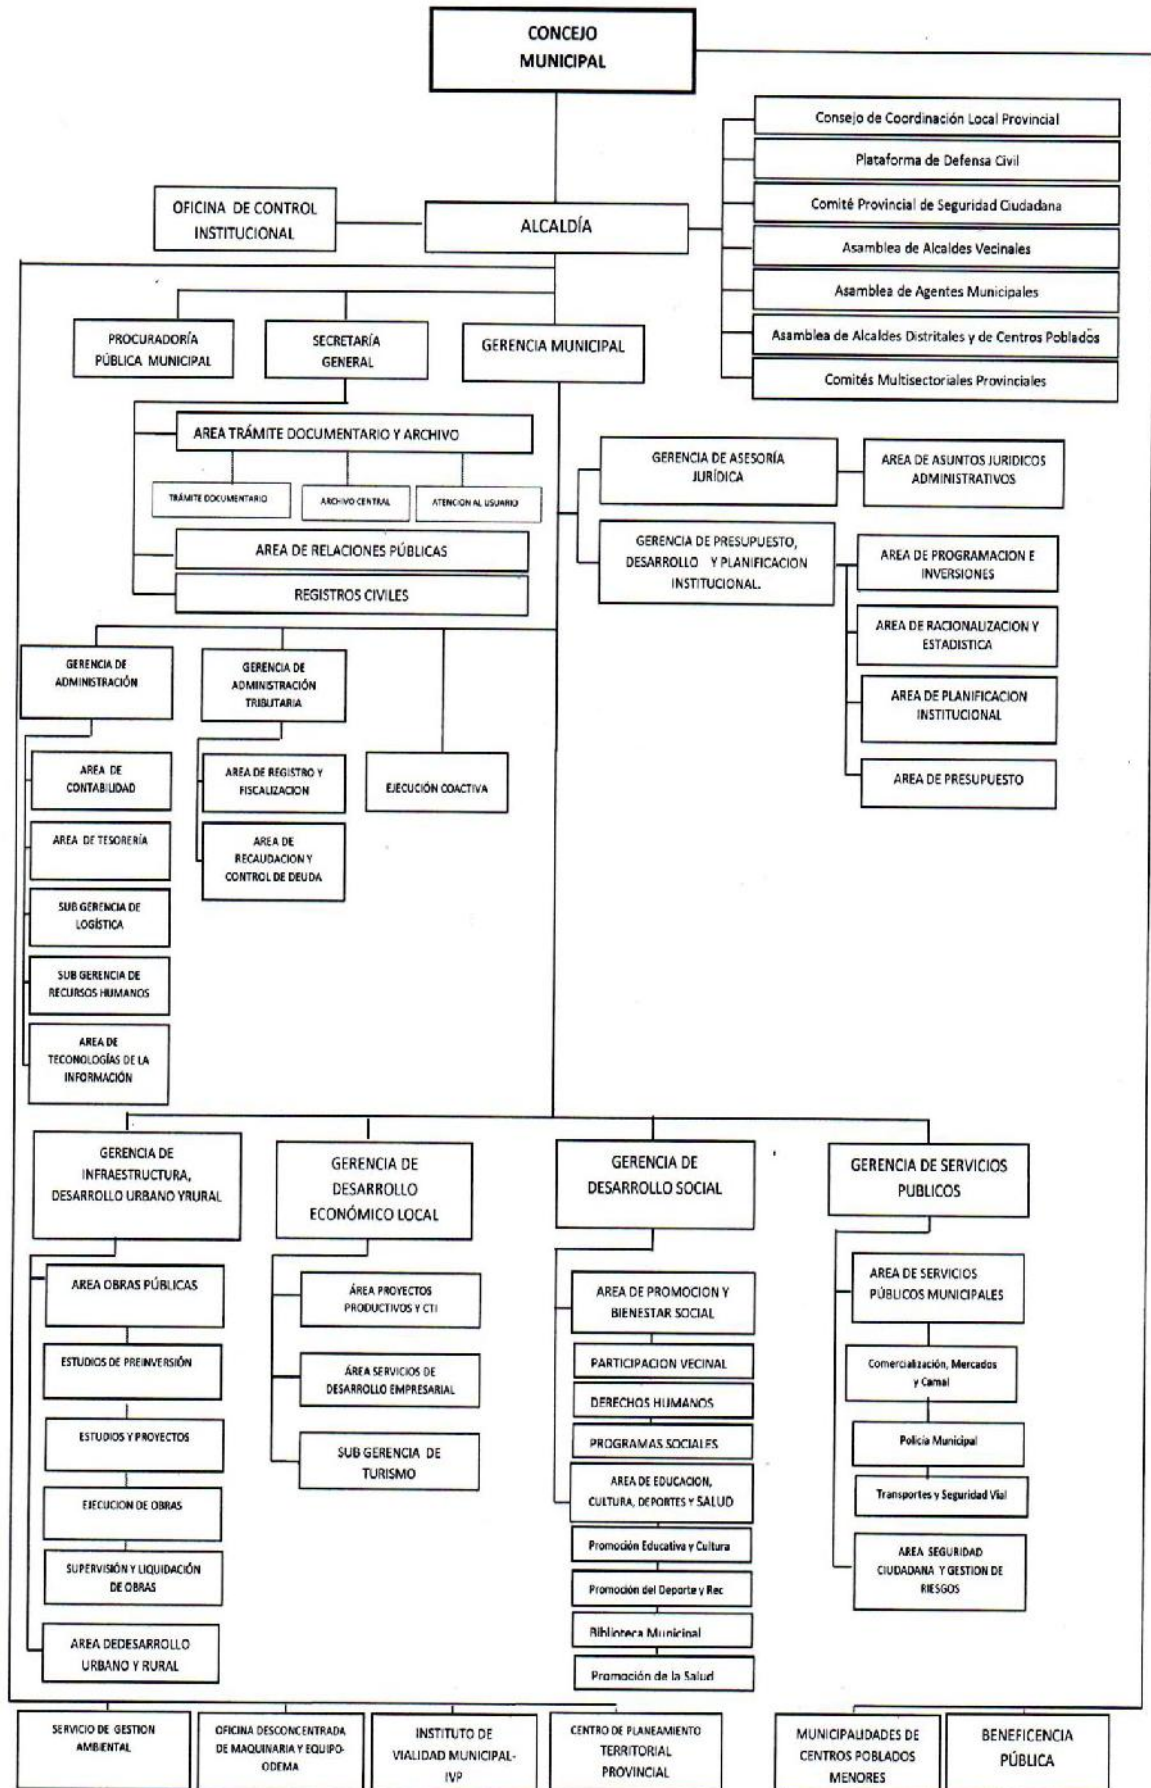 CONCEJO
MUNICIPAL
Consejo de Coordinación Local Provincial
Plataforma de Defensa Civil
Comité Provincial de Seguridad Ciudadana
Asamblea de Alcaldes Vecinales
Asamblea de Agentes Municipales
Asamblea de Alcaldes Distritales y de Centros Poblados
Comités Multisectoriales Provinciales
OFICINA DE CONTROL
INSTITUCIONAL
ALCALDÍA
PROCURADORÍA
PÚBLICA MUNICIPAL
SECRETARÍA
GENERAL
GERENCIA MUNICIPAL
AREA TRÁMITE DOCUMENTARIO Y ARCHIVO
TRÁMITE DOCUMENTARIO
ARCHIVO CENTRAL
ATENCION AL USUARIO
AREA DE RELACIONES PÚBLICAS
REGISTROS CIVILES
GERENCIA DE ASESORÍA
JURÍDICA
AREA DE ASUNTOS JURIDICOS
ADMINISTRATIVOS
GERENCIA DE PRESUPUESTO,
DESARROLLO Y PLANIFICACION
INSTITUCIONAL.
AREA DE PROGRAMACION E
INVERSIONES
AREA DE RACIONALIZACION Y
ESTADISTICA
AREA DE PLANIFICACION
INSTITUCIONAL
AREA DE PRESUPUESTO
GERENCIA DE
ADMINISTRACIÓN
GERENCIA DE
ADMINISTRACIÓN
TRIBUTARIA
EJECUCIÓN COACTIVA
AREA DE
CONTABILIDAD
AREA DE TESORERÍA
SUB GERENCIA DE
LOGÍSTICA
SUB GERENCIA DE
RECURSOS HUMANOS
AREA DE
TECONOLOGÍAS DE LA
INFORMACIÓN
AREA DE REGISTRO Y
FISCALIZACION
AREA DE
RECAUDACION Y
CONTROL DE DEUDA
GERENCIA DE
INFRAESTRUCTURA,
DESARROLLO URBANO YRURAL
AREA OBRAS PÚBLICAS
ESTUDIOS DE PREINVERSIÓN
ESTUDIOS Y PROYECTOS
EJECUCION DE OBRAS
SUPERVISIÓN Y LIQUIDACIÓN
DE OBRAS
AREA DEDESARROLLO
URBANO Y RURAL
GERENCIA DE
DESARROLLO
ECONÓMICO LOCAL
ÁREA PROYECTOS
PRODUCTIVOS Y CTI
ÁREA SERVICIOS DE
DESARROLLO EMPRESARIAL
SUB GERENCIA DE
TURISMO
GERENCIA DE
DESARROLLO SOCIAL
AREA DE PROMOCION Y
BIENESTAR SOCIAL
PARTICIPACION VECINAL
DERECHOS HUMANOS
PROGRAMAS SOCIALES
AREA DE EDUCACION,
CULTURA, DEPORTES Y SALUD
Promoción Educativa y Cultura
Promoción del Deporte y Rec
Biblioteca Municipal
Promoción de la Salud
GERENCIA DE SERVICIOS
PUBLICOS
AREA DE SERVICIOS
PÚBLICOS MUNICIPALES
Comercialización, Mercados
y Camal
Policía Municipal
Transportes y Seguridad Vial
AREA SEGURIDAD
CIUDADANA Y GESTION DE
RIESGOS
SERVICIO DE GESTION
AMBIENTAL
OFICINA DESCONCENTRADA
DE MAQUINARIA Y EQUIPO-
ODEMA
INSTITUTO DE
VIALIDAD MUNICIPAL-
IVP
CENTRO DE PLANEAMIENTO
TERRITORIAL
PROVINCIAL
MUNICIPALIDADES DE
CENTROS POBLADOS
MENORES
BENEFICENCIA
PÚBLICA